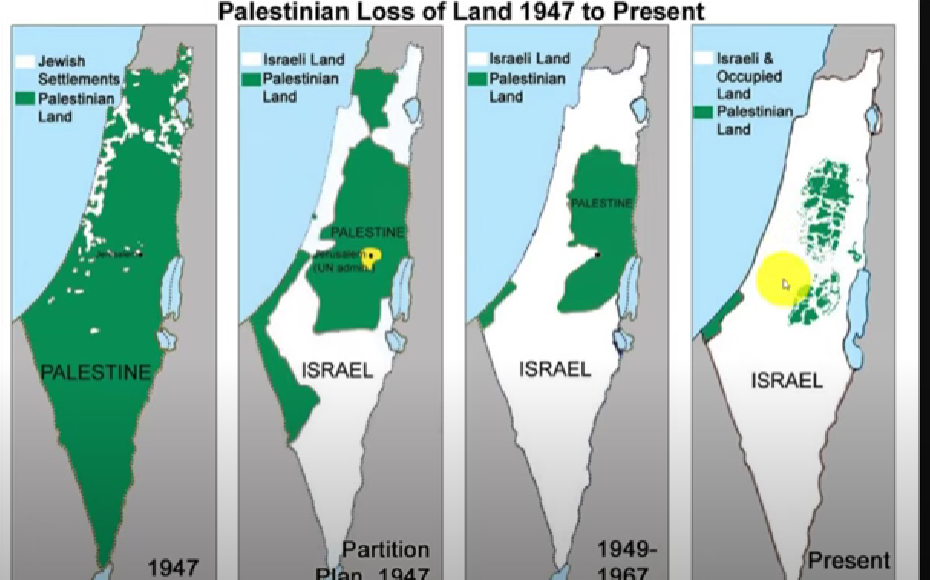 Palestinian Loss of Land 1947 to Present
Jewish
Settlements
Palestinian
Land
Jerusalem
PALESTINE
1947
Israeli Land
Palestinian
Land
PALESTINE
Jerusalem
(UN admin.)
ISRAEL
Partition
Plan 1947
Israeli Land
Palestinian
Land
PALESTINE
ISRAEL
1949-
1967
Israeli &
Occupied
Land
Palestinian
Land
ISRAEL
Present